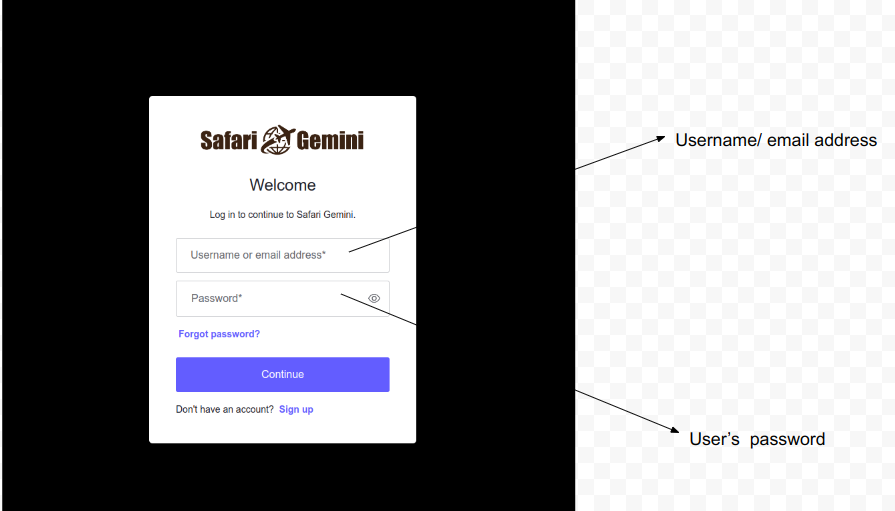 Safari Gemini
Welcome
Log in to continue to Safari Gemini.
Username or email address*
Password*
Forgot password?
Continue
Don't have an account? Sign up
Username/ email address
User’s password